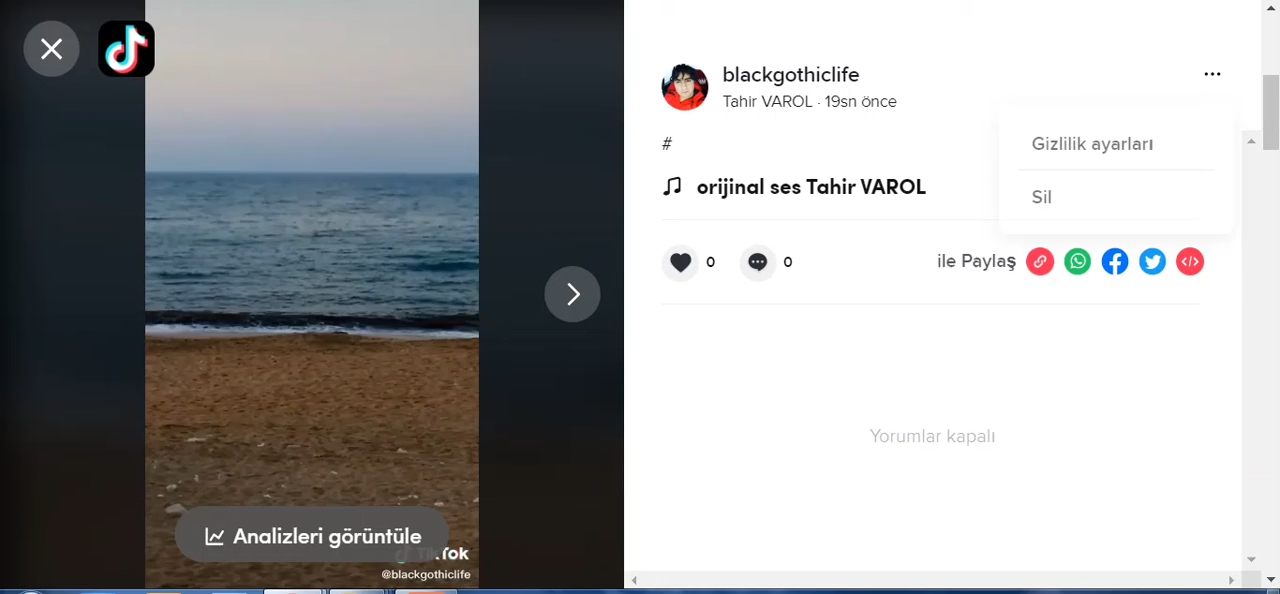 blackgothiclife
Tahir VAROL · 19sn önce
Gizlilik ayarları
Sil
#
orijinal ses Tahir VAROL
0
0
ile Paylaş
Yorumlar kapalı
Analizleri görüntüle
TikTok
@blackgothiclife